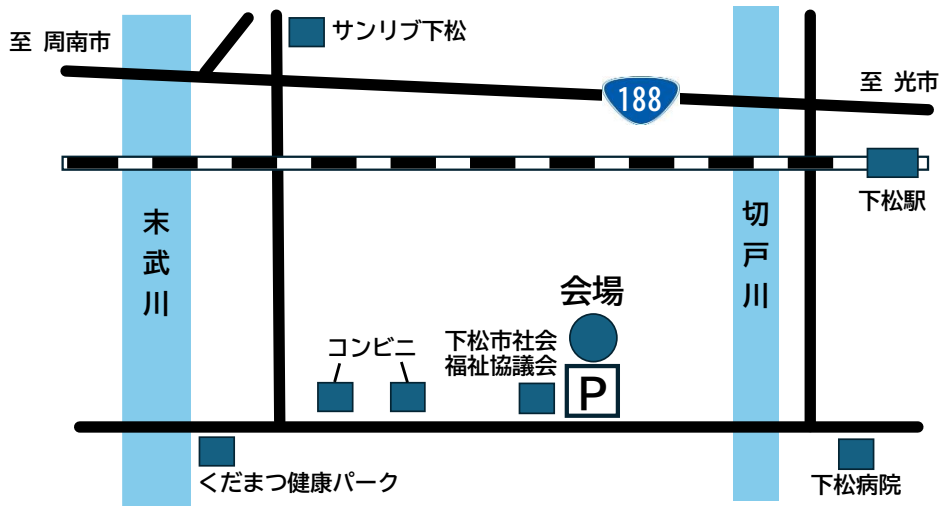 サンリブ下松
至 周南市
至 光市
188
下松駅
末武川
切戸川
会場
コンビニ
下松市社会
福祉協議会
P
くだまつ健康パーク
下松病院